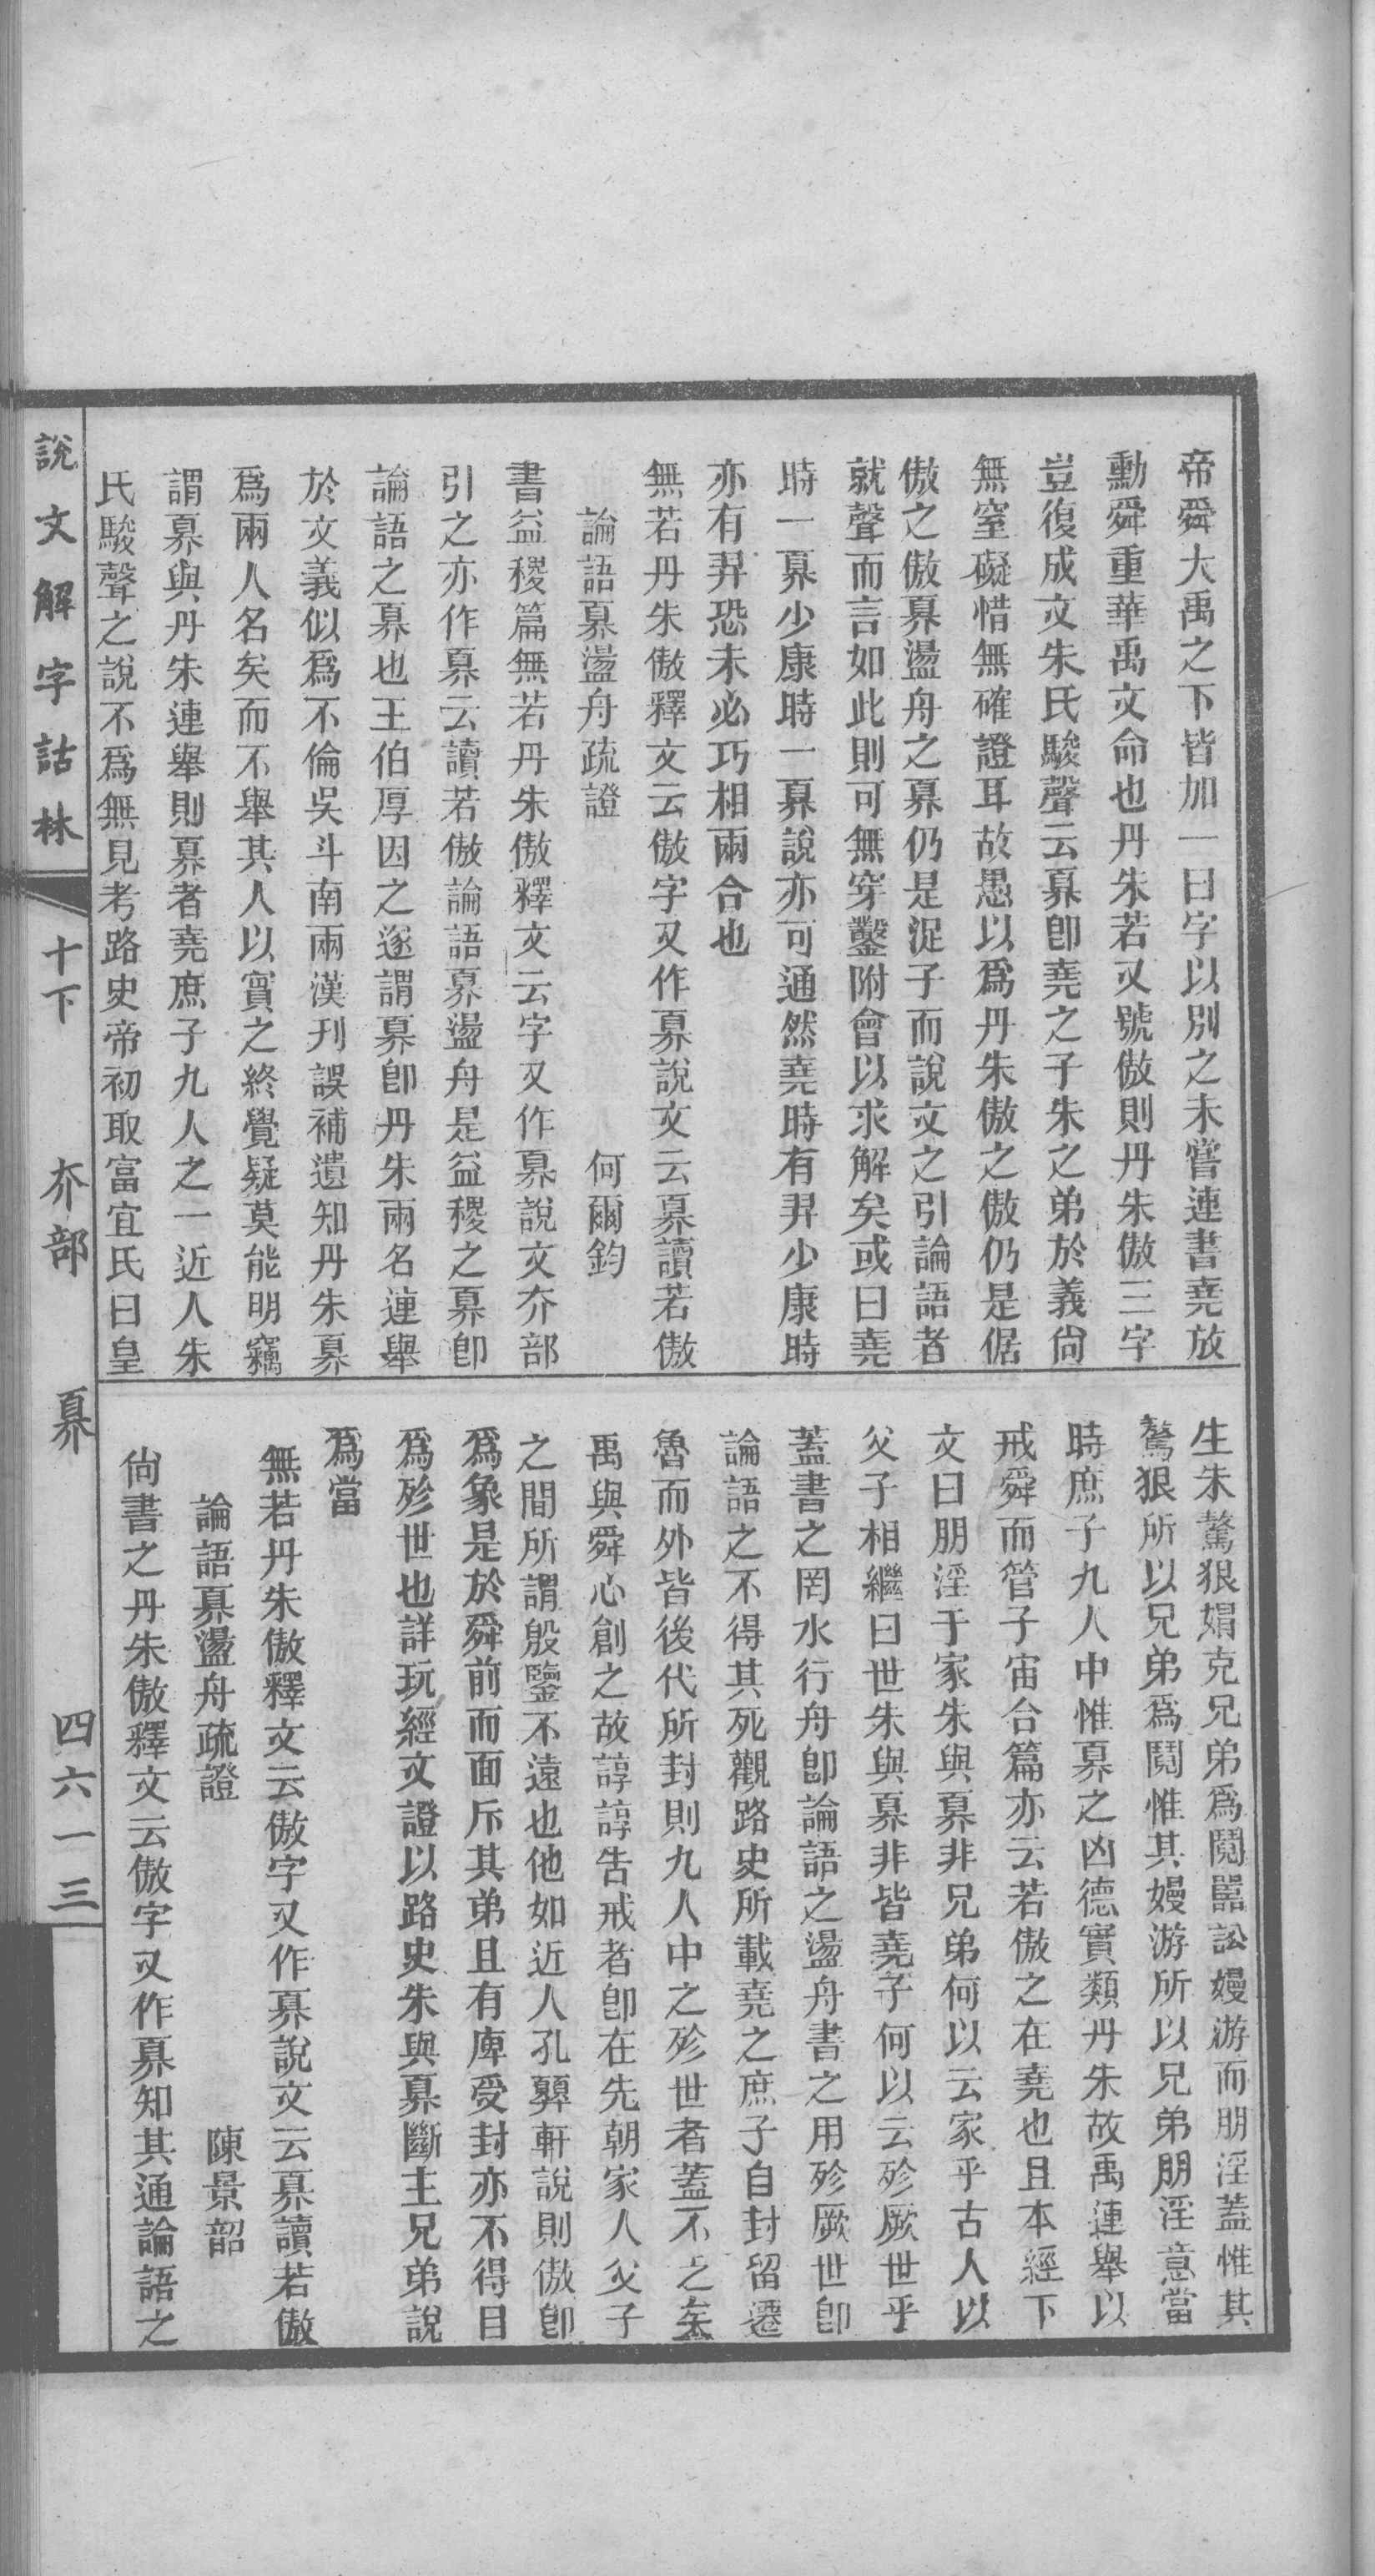 帝舜大禹之下皆加一曰字以別之未嘗連書堯放
勳舜重華禹文命也丹朱若又號傲則丹朱傲三字
豈復成文朱氏駿聲云奡卽堯之子朱之弟於義尙
無窒礙惜無確證耳故愚以爲丹朱傲之傲仍是倨
傲之傲奡盪舟之奡仍是浞子而說文之引論語者
就聲而言如此則可無穿鑿附會以求解矣或曰堯
時一奡少康時一奡說亦可通然堯時有羿少康時
亦有羿恐未必巧相兩合也
無若丹朱傲釋文云傲字又作奡說文云奡讀若傲
論語奡盪舟疏證　何爾鈞
書益稷篇無若丹朱傲釋文云字又作奡說文夰部
引之亦作奡云讀若傲論語奡盪舟是益稷之奡卽
論語之奡也王伯厚因之遂謂奡卽丹朱兩名連舉
於文義似爲不倫吳斗南兩漢刊誤補遺知丹朱奡
爲兩人名矣而不舉其人以實之終覺疑莫能明竊
謂奡與丹朱連舉則奡者堯庶子九人之一近人朱
氏駿聲之說不爲無見考路史帝初取富宜氏曰皇
生朱驁狠娟克兄弟爲鬩嚚訟嫚游而朋淫蓋惟其
驁狠所以兄弟爲鬩惟其嫚游所以兄弟朋淫意當
時庶子九人中惟奡之凶德實類丹朱故禹連舉以
戒舜而管子宙合篇亦云若傲之在堯也且本經下
文曰朋淫于家朱與奡非兄弟何以云家乎古人以
父子相繼曰世朱與奡非皆堯子何以云殄厥世乎
蓋書之罔水行舟卽論語之盪舟書之用殄厥世卽
論語之不得其死觀路史所載堯之庶子自封留遷
魯而外皆後代所封則九人中之殄世者蓋不乏矣
禹與舜心創之故諄諄告戒者卽在先朝家人父子
之間所謂殷鑒不遠也他如近人孔㢲軒說則傲卽
爲象是於舜前而面斥其弟且有庳受封亦不得目
爲殄世也詳玩經文證以路史朱與奡斷主兄弟說
爲當
無若丹朱傲釋文云傲字又作奡說文云奡讀若傲
論語奡盪舟疏證　陳景韶
尙書之丹朱傲釋文云傲字又作奡知其通論語之
說文解字詁林　十下　夰部　奡　四六一三